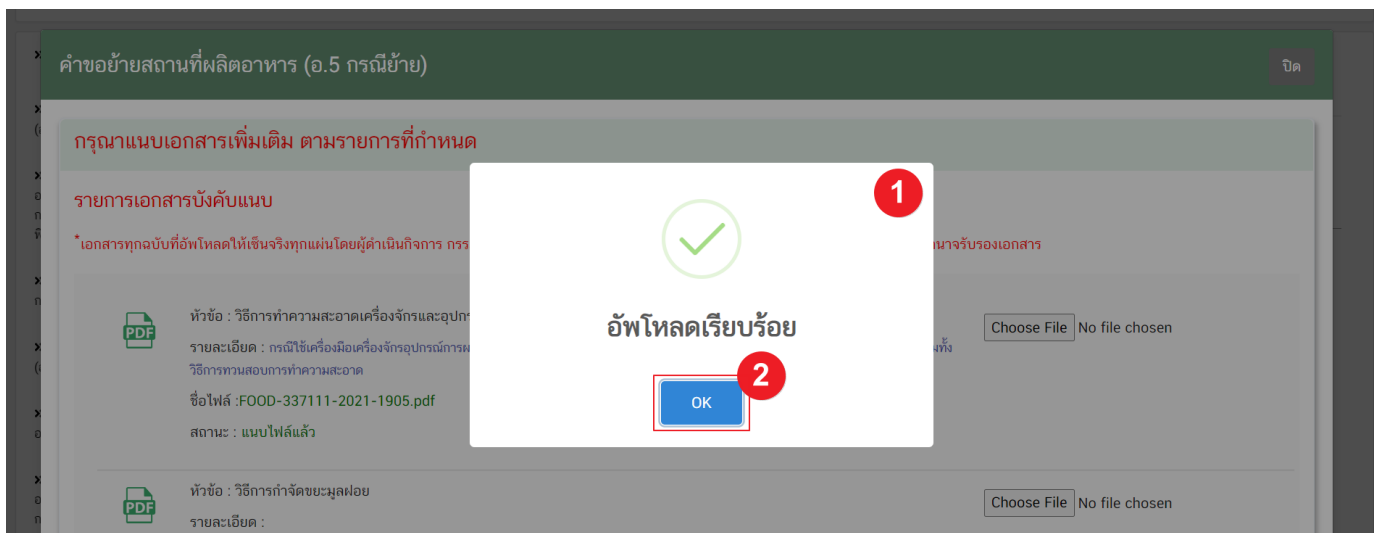 คำขอย้ายสถานที่ผลิตอาหาร (อ.5 กรณีย้าย)
ปิด
กรุณาแนบเอกสารเพิ่มเติม ตามรายการที่กำหนด
1
รายการเอกสารบังคับแนบ
*เอกสารทุกฉบับที่อัพโหลดให้เซ็นจริงทุกแผ่นโดยผู้ดำเนินกิจการ กรร
นาจรับรองเอกสาร
หัวข้อ : วิธีการทำความสะอาดเครื่องจักรและอุปกร
อัพโหลดเรียบร้อย
Choose File No file chosen
PDF
รายละเอียด : กรณีใช้เครื่องมือเครื่องจักรอุปกรณ์การผ
มทั้ง
วิธีการทวนสอบการทำความสะอาด
2
OK
ชื่อไฟล์ :FOOD-337111-2021-1905.pdf
สถานะ : แนบไฟล์แล้ว
หัวข้อ : วิธีการกำจัดขยะมูลฝอย
Choose File No file chosen
PDF
รายละเอียด :